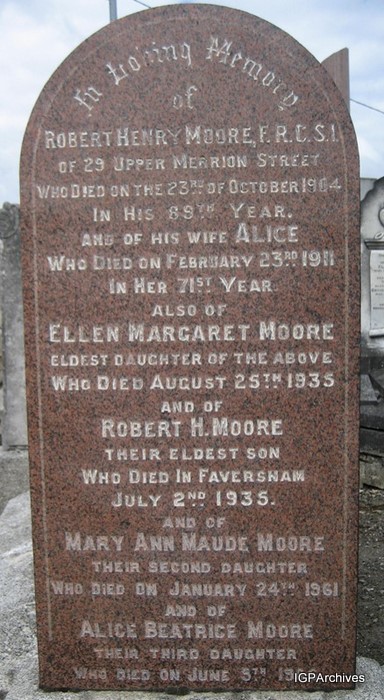 In Loving Memory
of
ROBERT HENRY MOORE, F.R.C.S.I.
OF 29 UPPER MERRION STREET
WHO DIED ON THE 23RD OF OCTOBER 1904
IN HIS 69TH YEAR.
AND OF HIS WIFE ALICE
WHO DIED ON FEBRUARY 23RD 1911
IN HER 71ST YEAR.
ALSO OF
ELLEN MARGARET MOORE
ELDEST DAUGHTER OF THE ABOVE
WHO DIED AUGUST 25TH 1935
AND OF
ROBERT H. MOORE
THEIR ELDEST SON
WHO DIED IN FAVERSHAM
JULY 2ND 1935.
AND OF
MARY ANN MAUDE MOORE
THEIR SECOND DAUGHTER
WHO DIED ON JANUARY 24TH 1961
AND OF
ALICE BEATRICE MOORE
THEIR THIRD DAUGHTER
WHO DIED ON JUNE 5TH
IGPArchives